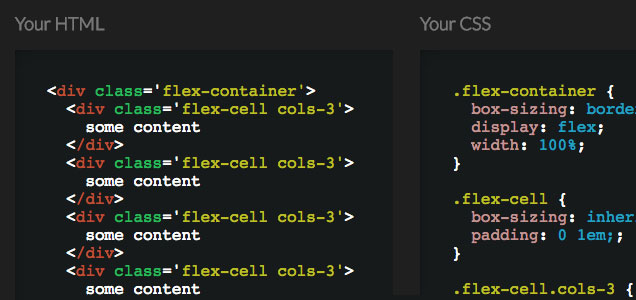 Your HTML
<div class='flex-container'>
<div class='flex-cell cols-3'>
some content
</div>
<div class='flex-cell cols-3'>
some content
</div>
<div class='flex-cell cols-3'>
some content
</div>
<div class='flex-cell cols-3'>
some content
Your CSS
.flex-container {
box-sizing: borde
display: flex;
width: 100%;
}
.flex-cell {
box-sizing: inher
padding: 0 1em;;
}
.flex-cell.cols-3 {